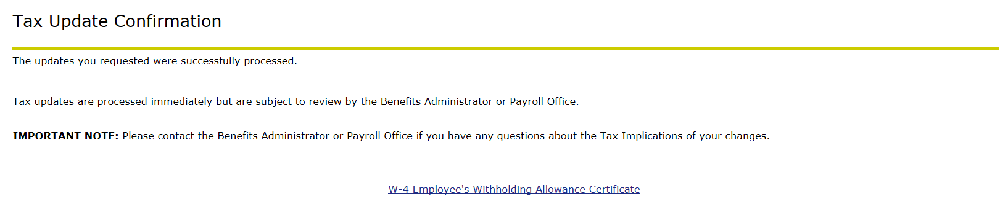 Tax Update Confirmation
The updates you requested were successfully processed.
Tax updates are processed immediately but are subject to review by the Benefits Administrator or Payroll Office.
IMPORTANT NOTE: Please contact the Benefits Administrator or Payroll Office if you have any questions about the Tax Implications of your changes.
W-4 Employee's Withholding Allowance Certificate